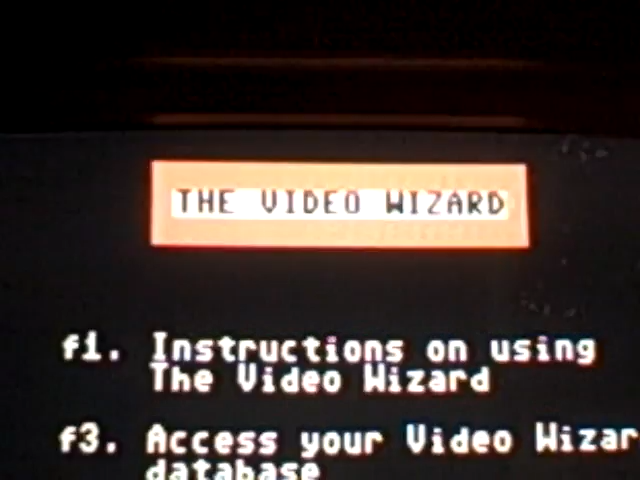 THE VIDEO WIZARD
f1. Instructions on using
The Video Wizard
f3. Access your Video Wizar
database